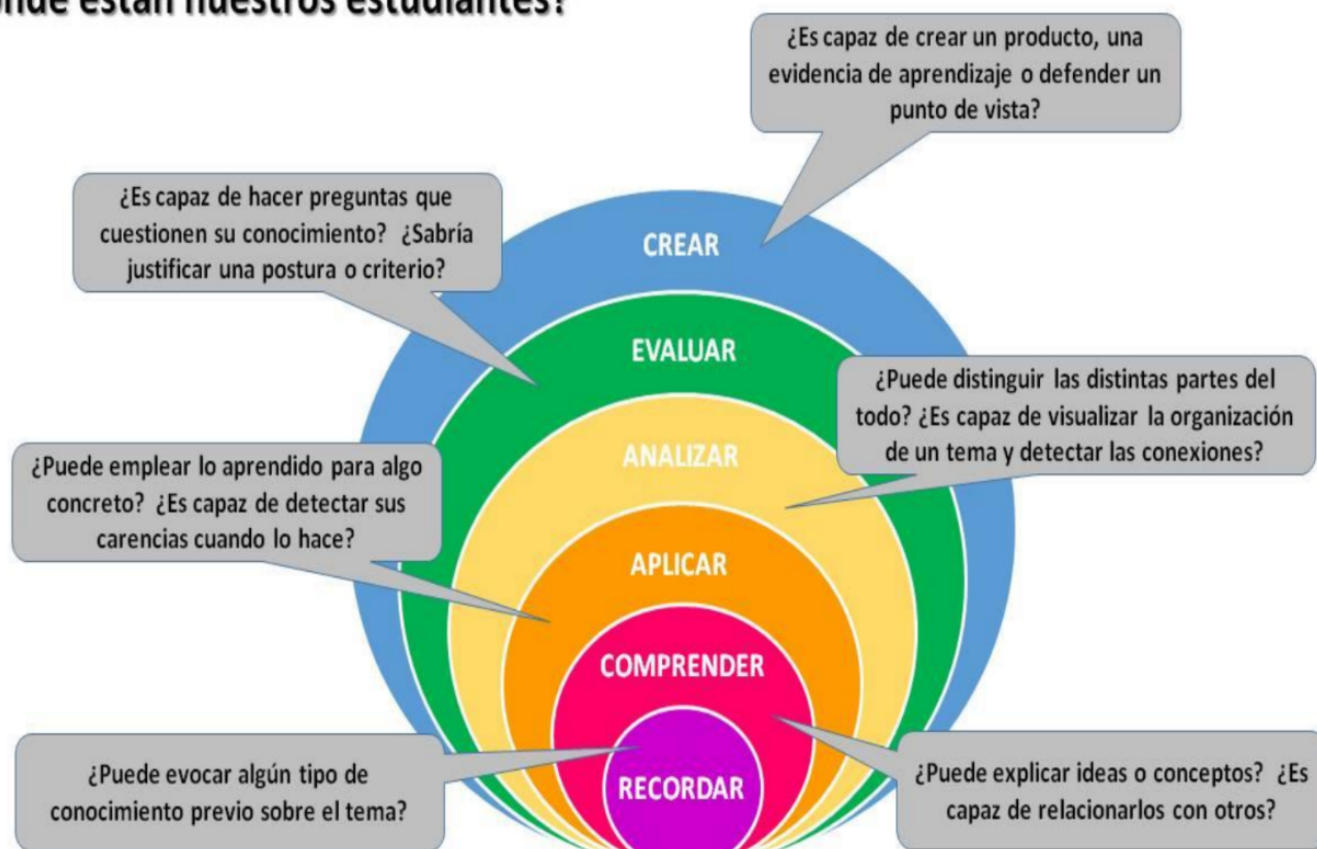 nde están nuestros estudiantes?
¿Es capaz de crear un producto, una
evidencia de aprendizaje o defender un
punto de vista?
¿Es capaz de hacer preguntas que
cuestionen su conocimiento? ¿Sabría
justificar una postura o criterio?
CREAR
EVALUAR
¿Puede distinguir las distintas partes del
todo? ¿Es capaz de visualizar la organización
de un tema y detectar las conexiones?
ANALIZAR
¿Puede emplear lo aprendido para algo
concreto? ¿Es capaz de detectar sus
carencias cuando lo hace?
APLICAR
COMPRENDER
¿Puede evocar algún tipo de
conocimiento previo sobre el tema?
RECORDAR
¿Puede explicar ideas o conceptos? ¿Es
capaz de relacionarlos con otros?